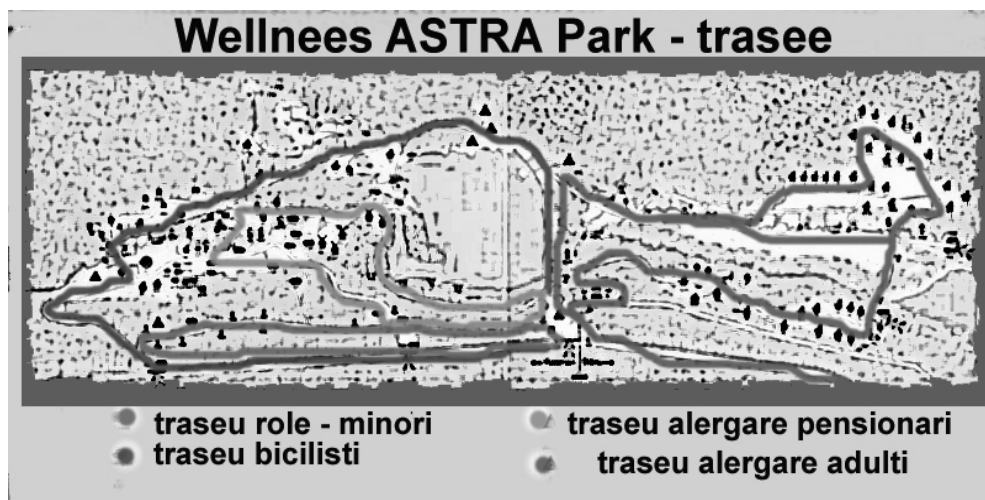 Wellnees ASTRA Park - trasee
traseu role - minori
traseu bicilisti
traseu alergare pensionari
traseu alergare adulti